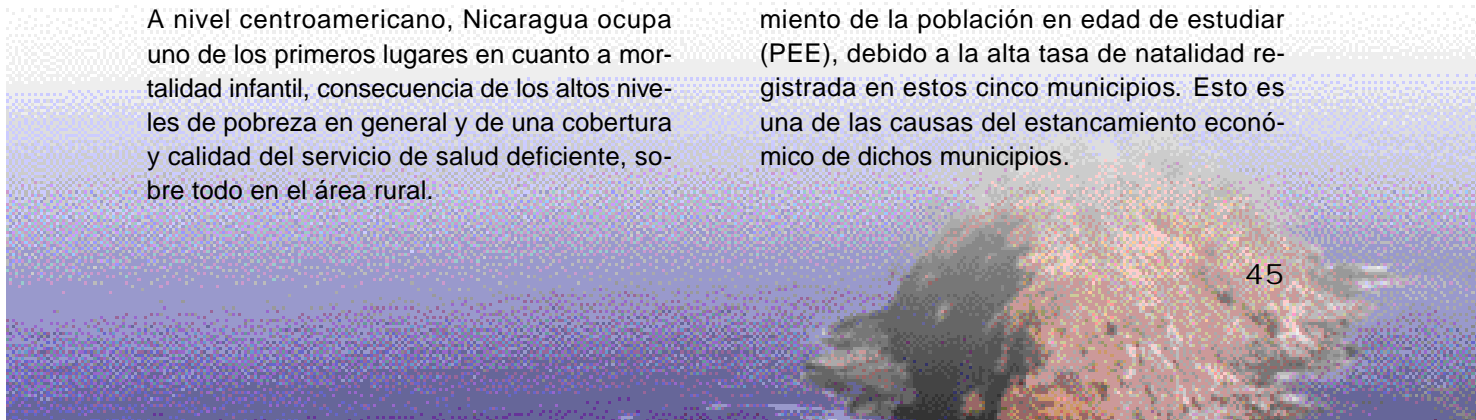 A nivel centroamericano, Nicaragua ocupa
uno de los primeros lugares en cuanto a mor-
talidad infantil, consecuencia de los altos nive-
les de pobreza en general y de una cobertura
y calidad del servicio de salud deficiente, so-
bre todo en el área rural.
miento de la población en edad de estudiar
(PEE), debido a la alta tasa de natalidad re-
gistrada en estos cinco municipios. Esto es
una de las causas del estancamiento econó-
mico de dichos municipios.
45